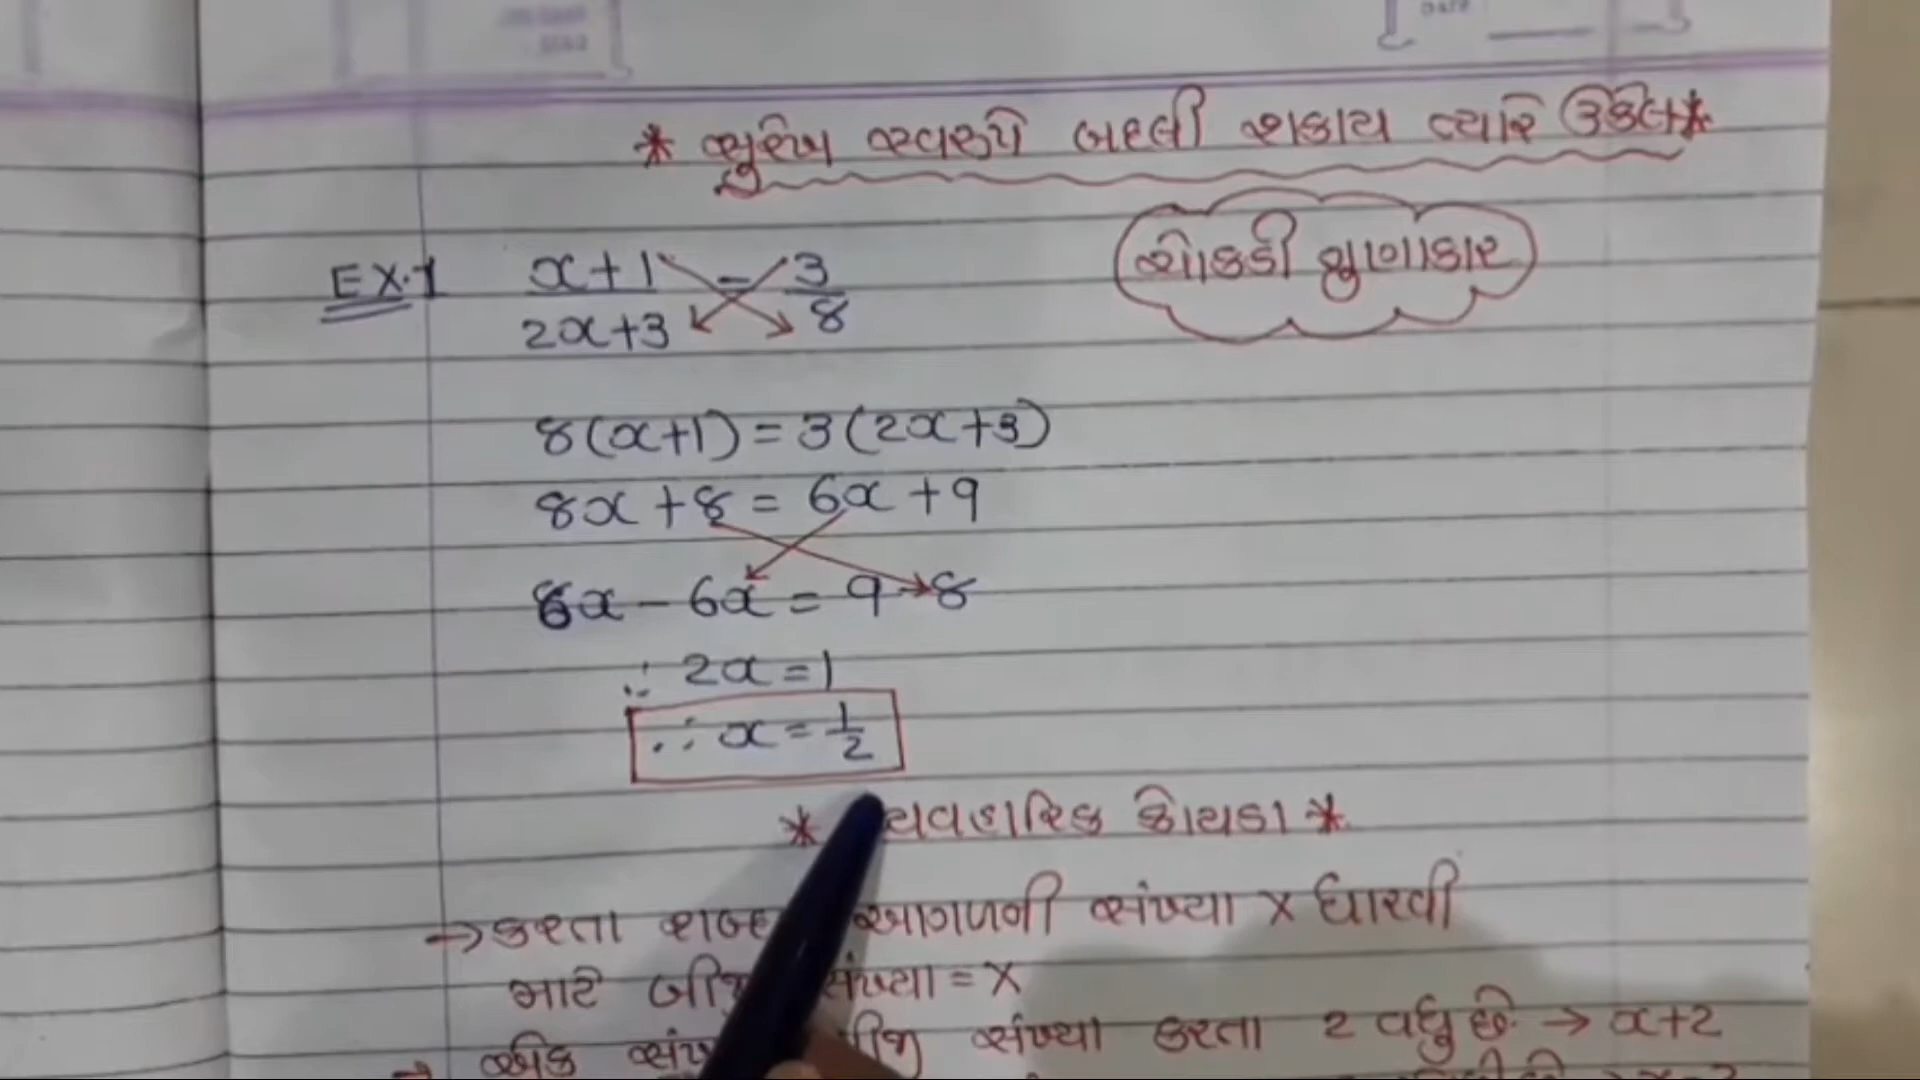 * સુરેખ સ્વરૂપે બદલી શકાય ત્યારે ઉકેલ *
ચોકડી ગુણાકાર
EX.1 x+1/2x+3 = 3/8
8(x+1) = 3(2x+3)
8x+8 = 6x+9
8x - 6x = 9-8
∴ 2x = 1
∴ x = 1/2
* વ્યવહારિક કોયડા *
→ કરતા શબ્દ આગળની સંખ્યા x ધારવી
માટે બીજી સંખ્યા = x
→ એક સંખ્યા બીજી સંખ્યા કરતા 2 વધુ છે → x+2